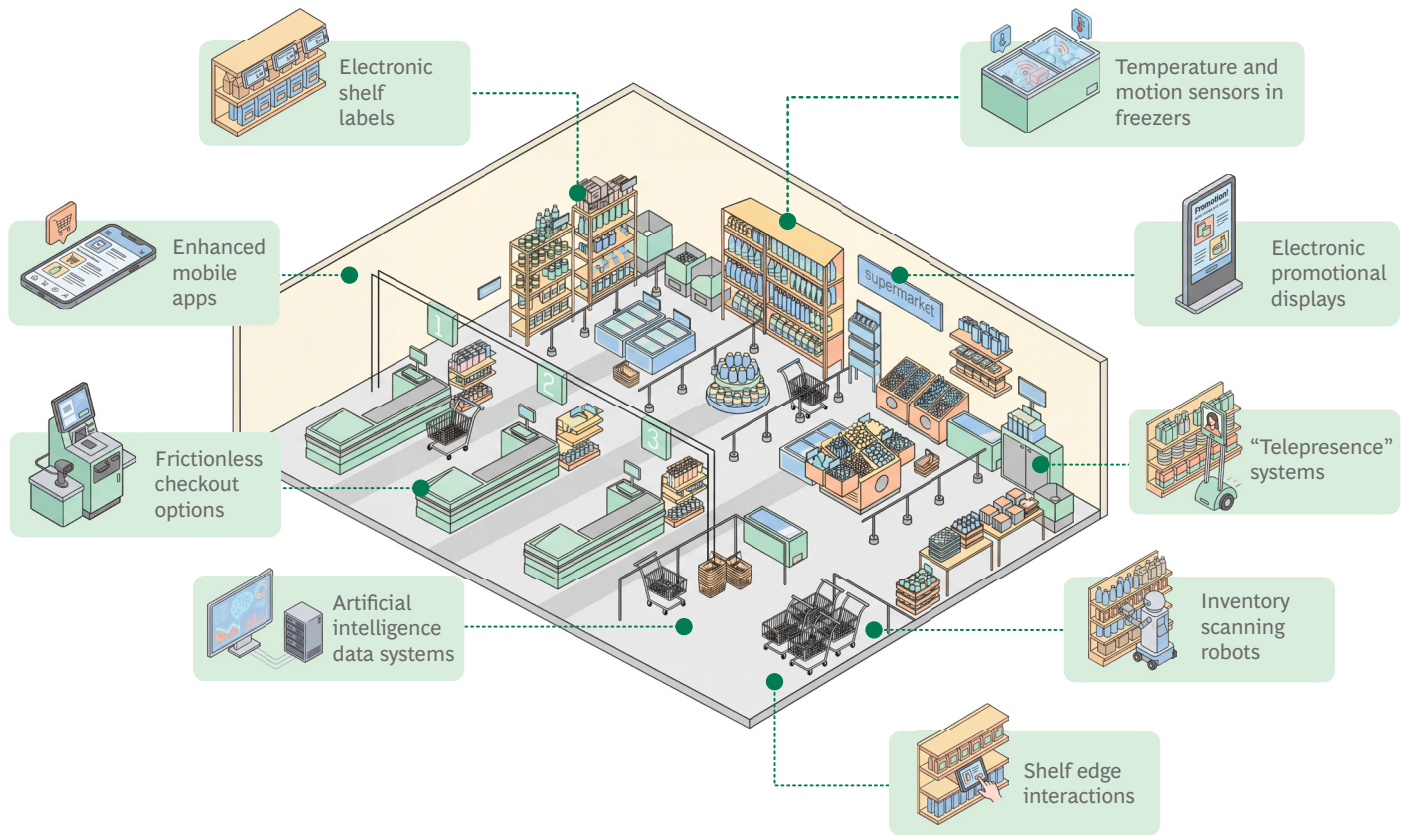 Electronic
shelf
labels
Temperature and
motion sensors in
freezers
Enhanced
mobile
apps
Promotion!
Electronic
promotional
displays
supermarket
1
2
3
Frictionless
checkout
options
“Telepresence”
systems
Artificial
intelligence
data systems
Inventory
scanning
robots
Shelf edge
interactions